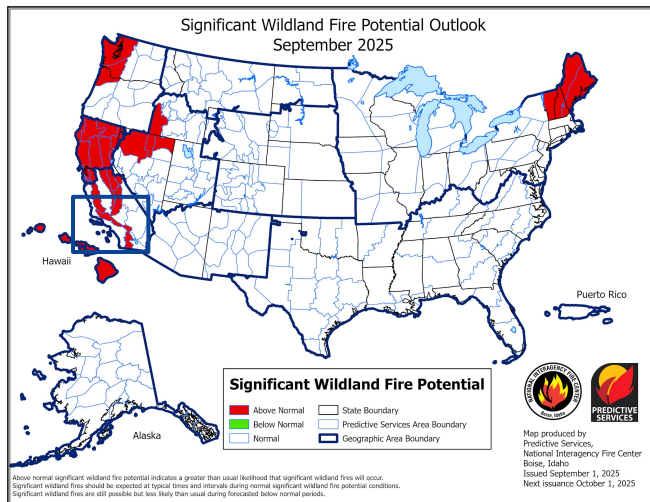 Significant Wildland Fire Potential Outlook
September 2025
Hawaii
Puerto Rico
Alaska
Significant Wildland Fire Potential
Above Normal
Below Normal
Normal
State Boundary
Predictive Services Area Boundary
Geographic Area Boundary
NATIONAL INTERAGENCY FIRE CENTER
Boise, Idaho
PREDICTIVE
SERVICES
Map produced by
Predictive Services,
National Interagency Fire Center
Boise, Idaho
Issued September 1, 2025
Next issuance October 1, 2025
Above normal significant wildland fire potential indicates a greater than usual likelihood that significant wildland fires will occur.
Significant wildland fires should be expected at typical times and intervals during normal significant wildland fire potential conditions.
Significant wildland fires are still possible but less likely than usual during forecasted below normal periods.